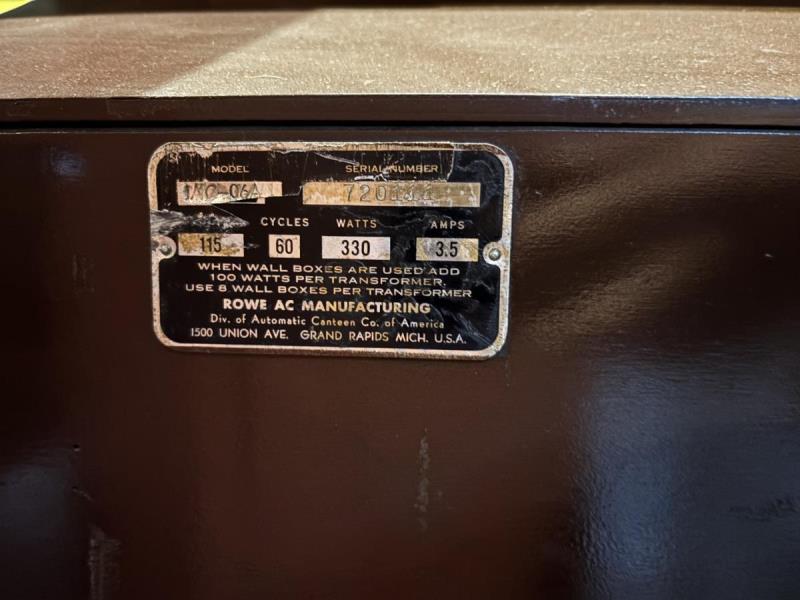 MODEL SERIAL NUMBER
CYCLES WATTS AMPS
115 60 330 3.5
WHEN WALL BOXES ARE USED ADD
100 WATTS PER TRANSFORMER.
USE 8 WALL BOXES PER TRANSFORMER
ROWE AC MANUFACTURING
Div. of Automatic Canteen Co. of America
1500 UNION AVE. GRAND RAPIDS MICH. U.S.A.